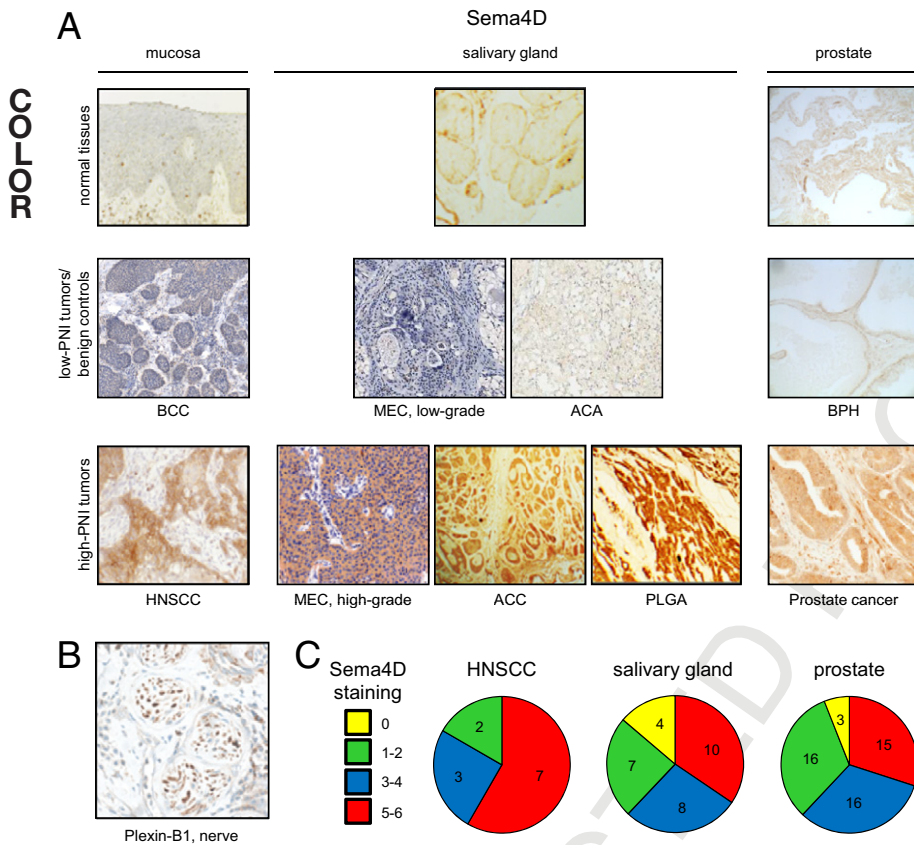 A
Sema4D
mucosa
salivary gland
prostate
COLOR
normal tissues
low-PNI tumors/
benign controls
BCC
MEC, low-grade
ACA
BPH
high-PNI tumors
HNSCC
MEC, high-grade
ACC
PLGA
Prostate cancer
B
Plexin-B1, nerve
C
Sema4D
staining
0
1-2
3-4
5-6
HNSCC
2
3
7
salivary gland
4
10
7
8
prostate
3
15
16
16